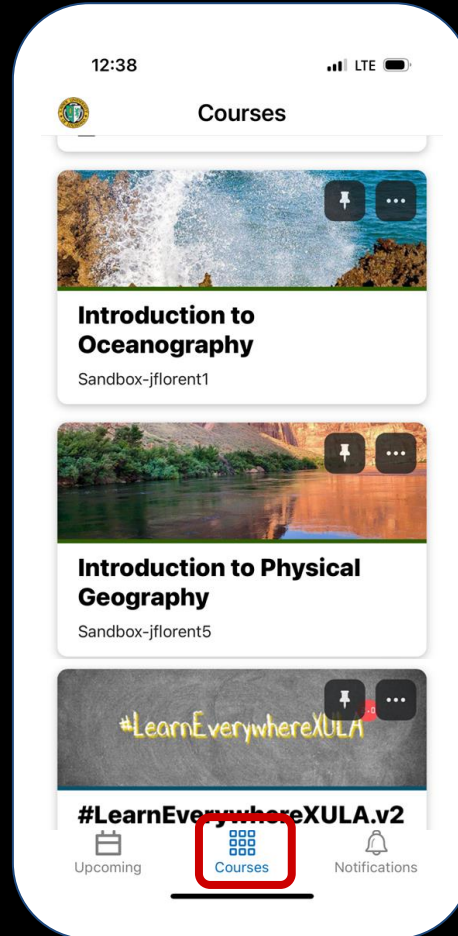 12:38
LTE
Courses
Introduction to
Oceanography
Sandbox-jflorent1
Introduction to Physical
Geography
Sandbox-jflorent5
#LearnEverywhereXULA
#LearnEverywhereXULA.v2
Upcoming
Courses
Notifications